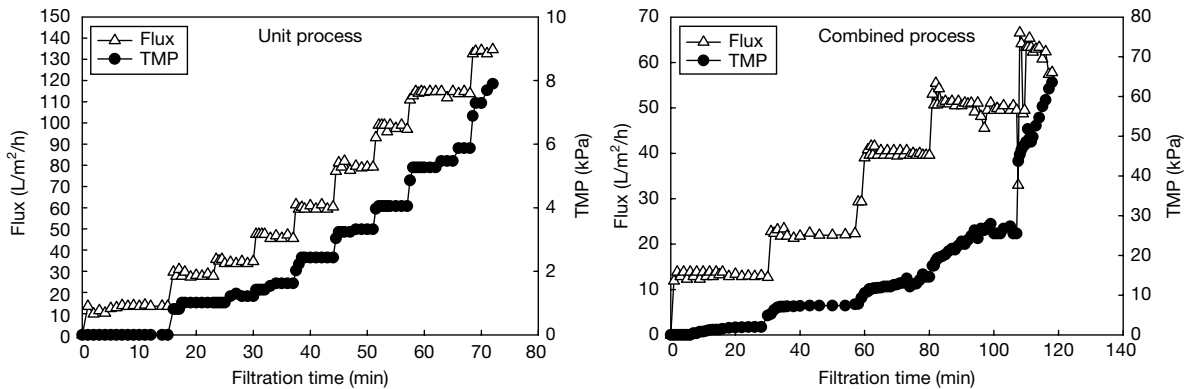 Unit process
Flux
TMP
150
140
130
120
110
100
90
80
70
60
50
40
30
20
10
0
Flux (L/m²/h)
10
8
6
4
2
0
TMP (kPa)
0 10 20 30 40 50 60 70 80
Filtration time (min)
Combined process
Flux
TMP
70
60
50
40
30
20
10
0
Flux (L/m²/h)
80
70
60
50
40
30
20
10
0
TMP (kPa)
0 20 40 60 80 100 120 140
Filtration time (min)